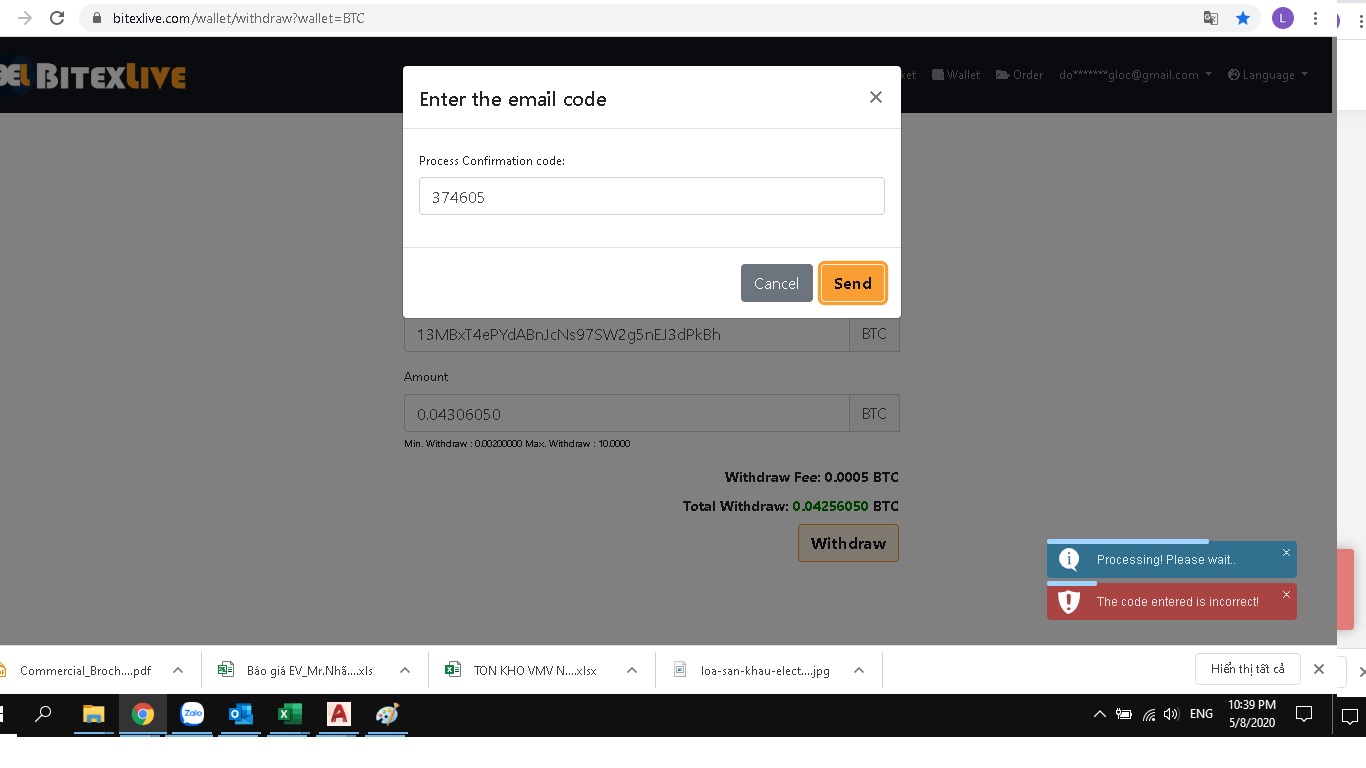 bitexlive.com/wallet/withdraw?wallet=BTC
L
BITEXLIVE
Wallet
Order
do*******gloc@gmail.com
Language
Enter the email code
×
Process Confirmation code:
374605
Cancel
Send
13MBxT4ePYdABnJcNs97SW2g5nEJ3dPkBh
BTC
Amount
0.04306050
BTC
Min. Withdraw : 0.00200000 Max. Withdraw : 10.0000
Withdraw Fee: 0.0005 BTC
Total Withdraw: 0.04256050 BTC
Withdraw
Processing! Please wait..
The code entered is incorrect!
Commercial_Broch....pdf
Báo giá EV_Mr.Nhã....xls
TON KHO VMV N....xlsx
loa-san-khau-elect....jpg
Hiển thị tất cả
Zalo
ENG
10:39 PM
5/8/2020